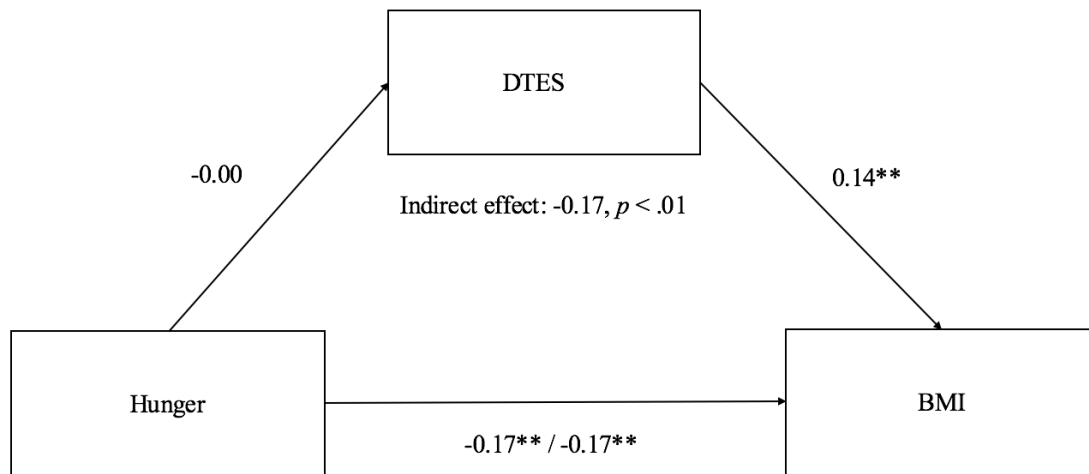 DTES
-0.00
0.14**
Indirect effect: -0.17, p < .01
Hunger
BMI
-0.17** / -0.17**